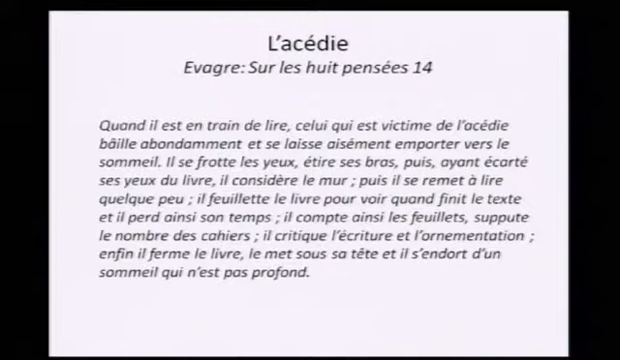 L'acédie
Evagre: Sur les huit pensées 14
Quand il est en train de lire, celui qui est victime de l'acédie
bâille abondamment et se laisse aisément emporter vers le
sommeil. Il se frotte les yeux, étire ses bras, puis, ayant écarté
ses yeux du livre, il considère le mur ; puis il se remet à lire
quelque peu ; il feuillette le livre pour voir quand finit le texte
et il perd ainsi son temps ; il compte ainsi les feuillets, suppute
le nombre des cahiers ; il critique l'écriture et l'ornementation ;
enfin il ferme le livre, le met sous sa tête et il s'endort d'un
sommeil qui n'est pas profond.